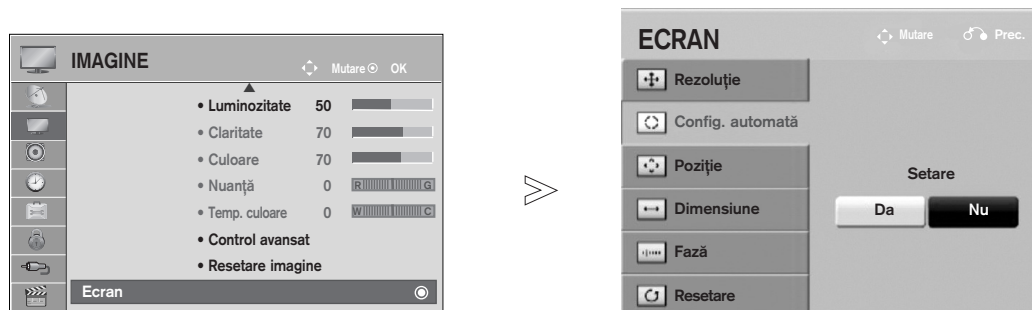 IMAGINE
Mutare OK
• Luminozitate 50
• Claritate 70
• Culoare 70
• Nuanță 0 R G
• Temp. culoare 0 W C
• Control avansat
• Resetare imagine
Ecran
ECRAN
Mutare Prec.
Rezoluție
Config. automată
Poziție
Dimensiune
Fază
Resetare
Setare
Da Nu